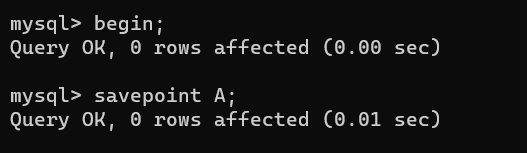 mysql> begin;
Query OK, 0 rows affected (0.00 sec)
mysql> savepoint A;
Query OK, 0 rows affected (0.01 sec)